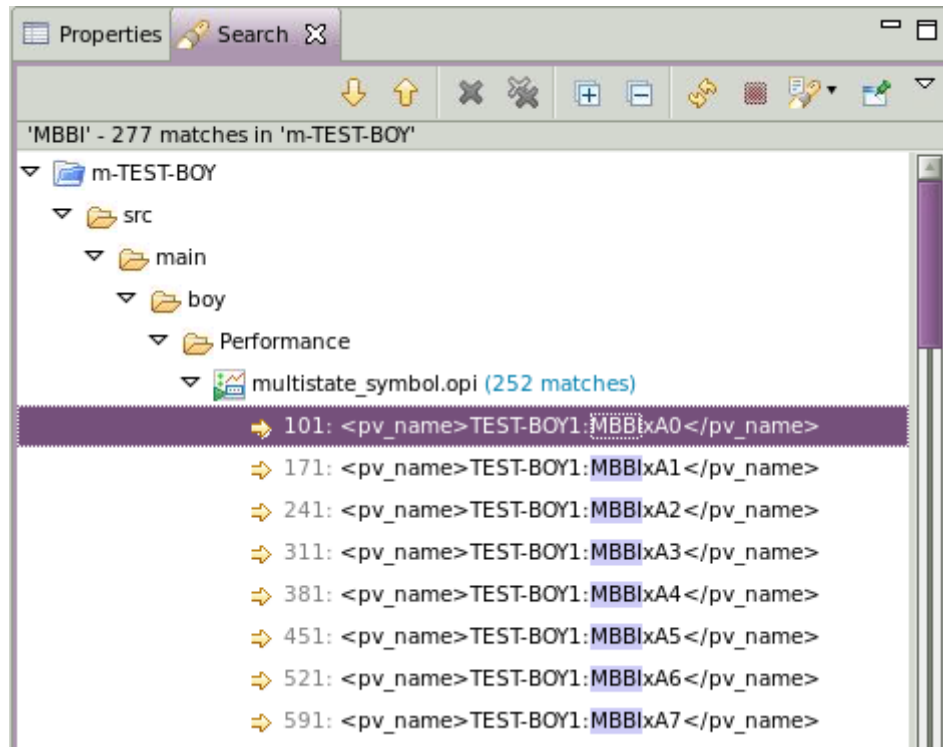 Properties Search
'MBBI' - 277 matches in 'm-TEST-BOY'
m-TEST-BOY
src
main
boy
Performance
multistate_symbol.opi (252 matches)
101: <pv_name>TEST-BOY1:MBBIxA0</pv_name>
171: <pv_name>TEST-BOY1:MBBIxA1</pv_name>
241: <pv_name>TEST-BOY1:MBBIxA2</pv_name>
311: <pv_name>TEST-BOY1:MBBIxA3</pv_name>
381: <pv_name>TEST-BOY1:MBBIxA4</pv_name>
451: <pv_name>TEST-BOY1:MBBIxA5</pv_name>
521: <pv_name>TEST-BOY1:MBBIxA6</pv_name>
591: <pv_name>TEST-BOY1:MBBIxA7</pv_name>